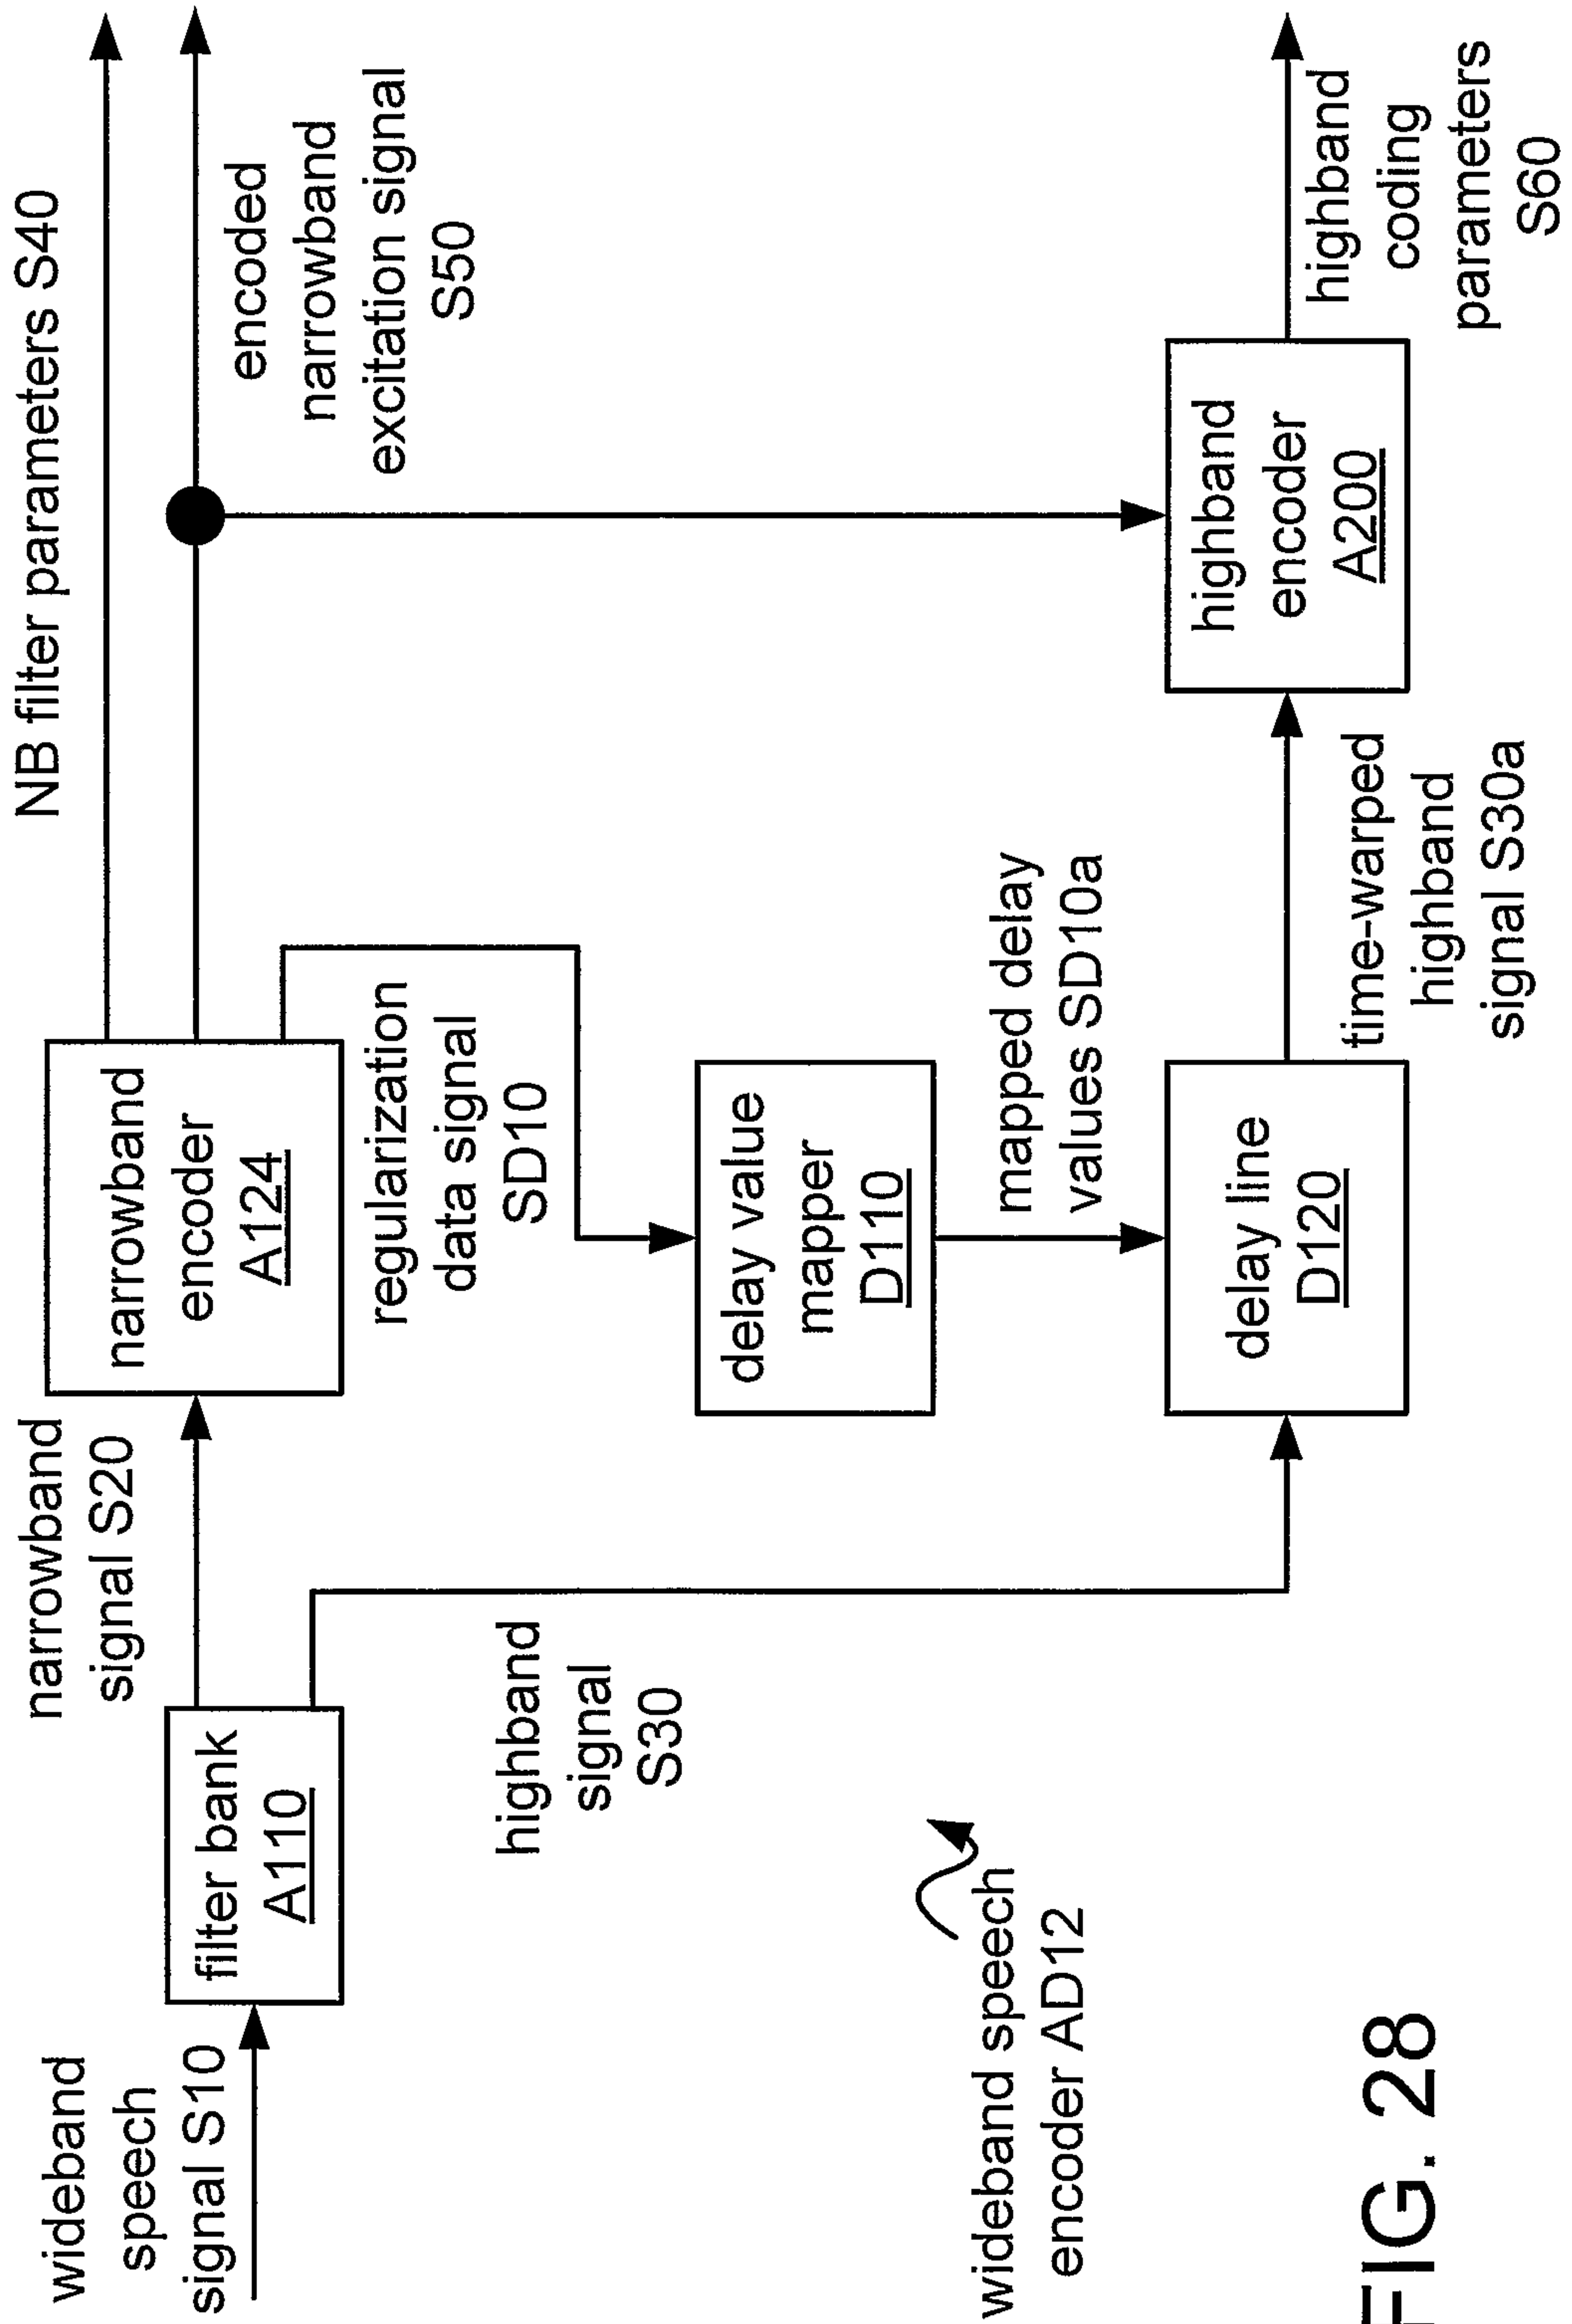 wideband
speech
signal S10
filter bank
A110
narrowband
signal S20
highband
signal
S30
narrowband
encoder
A124
NB filter parameters S40
encoded
narrowband
excitation signal
S50
regularization
data signal
SD10
delay value
mapper
D110
mapped delay
values SD10a
delay line
D120
time-warped
highband
signal S30a
highband
encoder
A200
highband
coding
parameters
S60
wideband speech
encoder AD12
FIG. 28